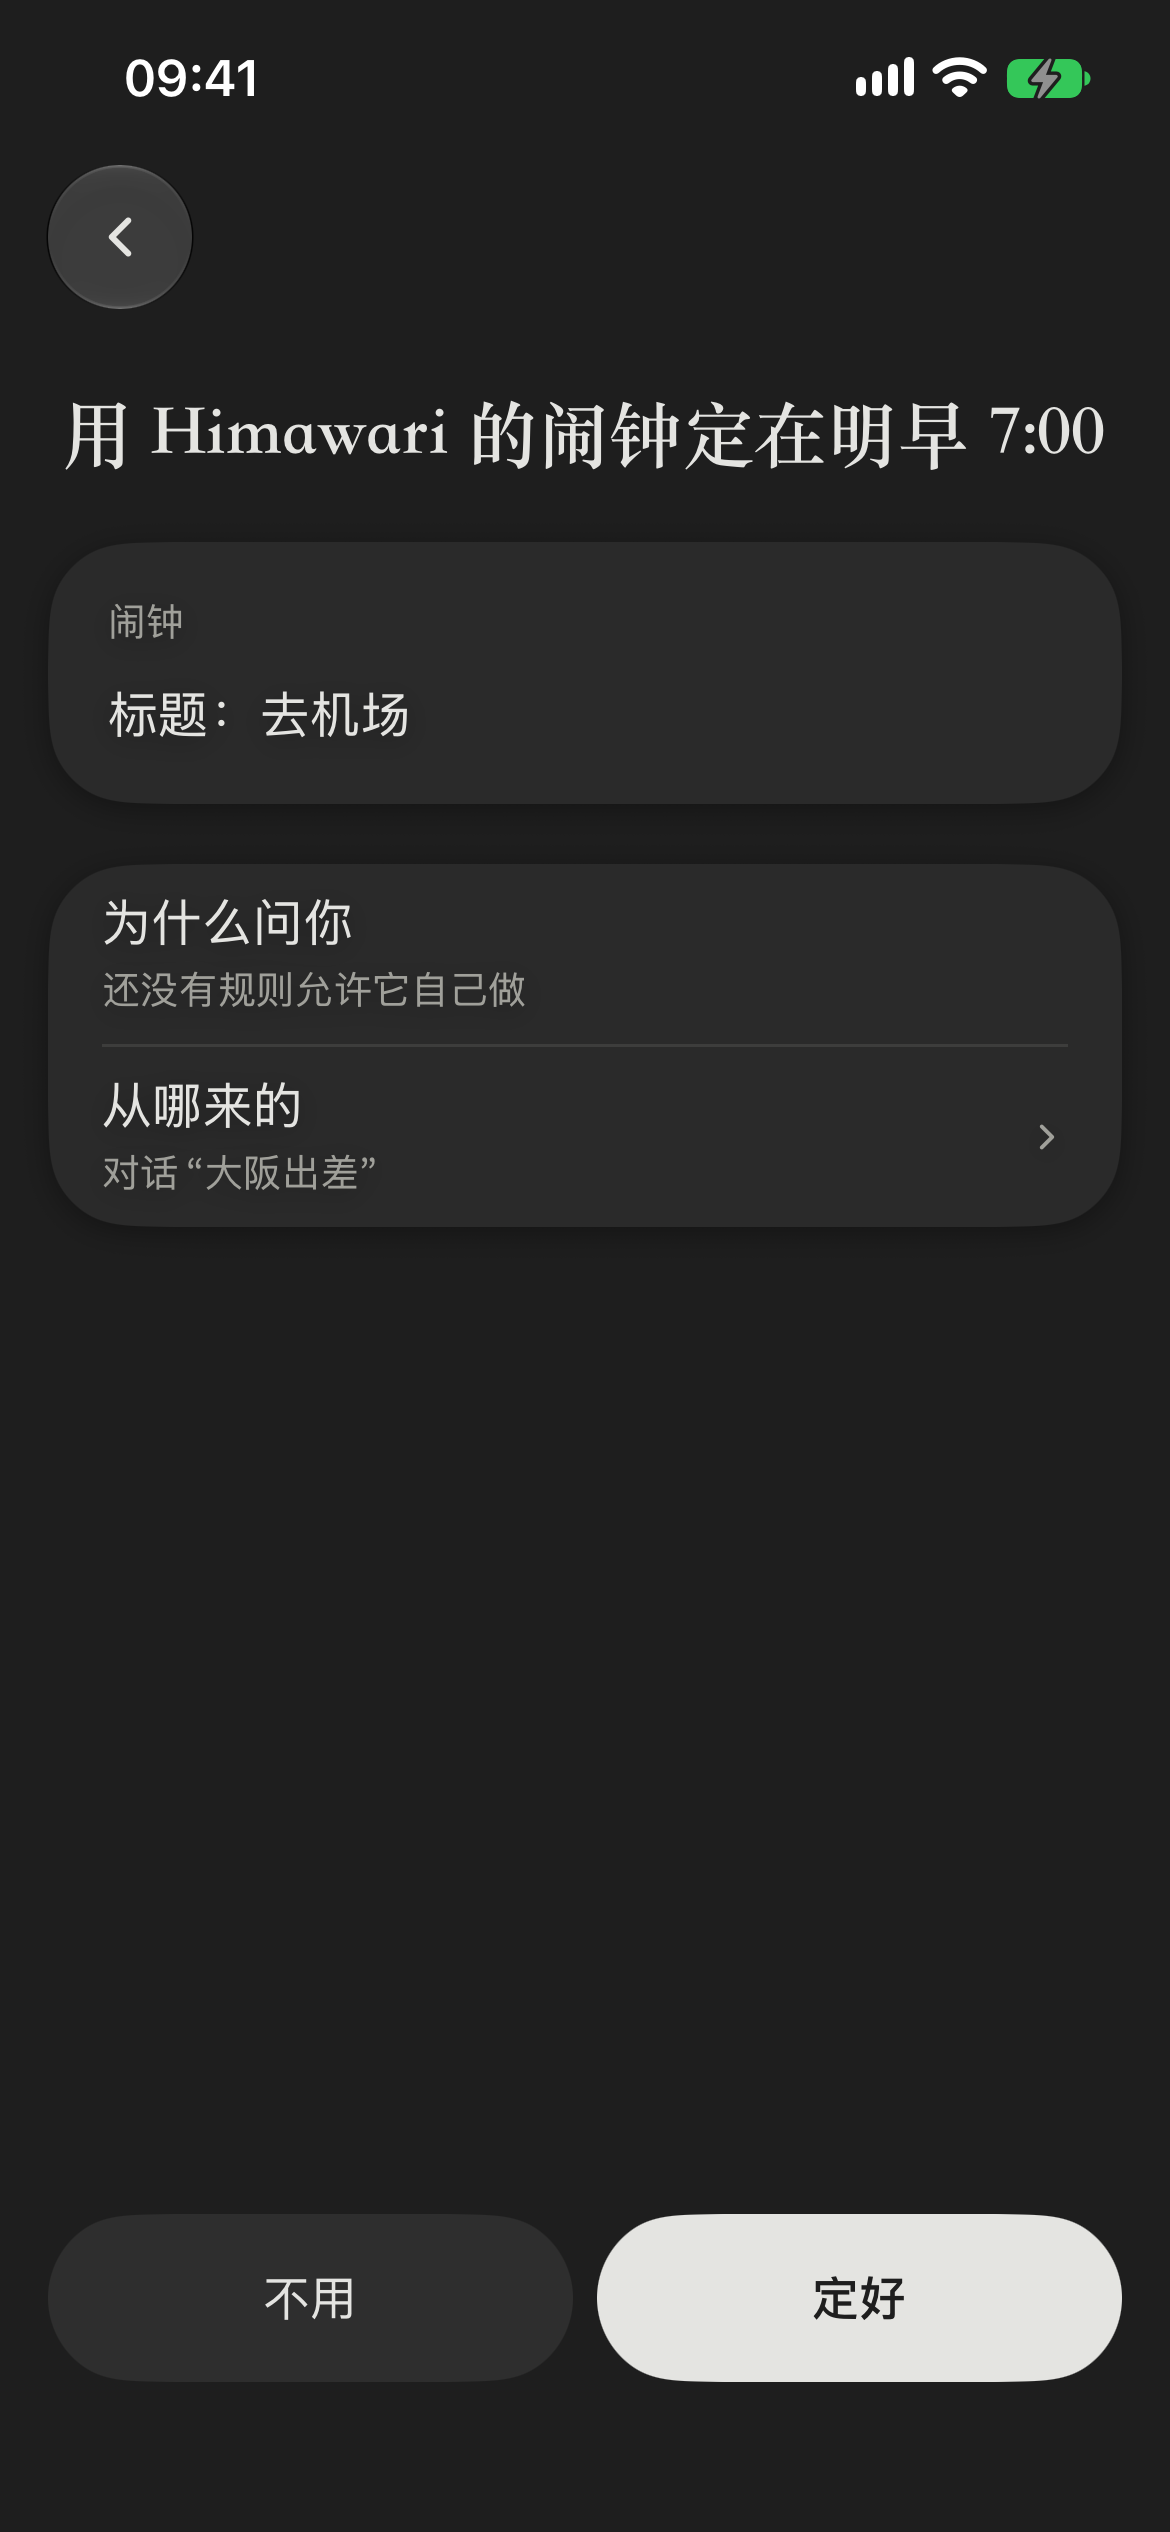 09:41
用 Himawari 的闹钟定在明早 7:00
闹钟
标题：去机场
为什么问你
还没有规则允许它自己做
从哪来的
对话 “大阪出差”
不用
定好